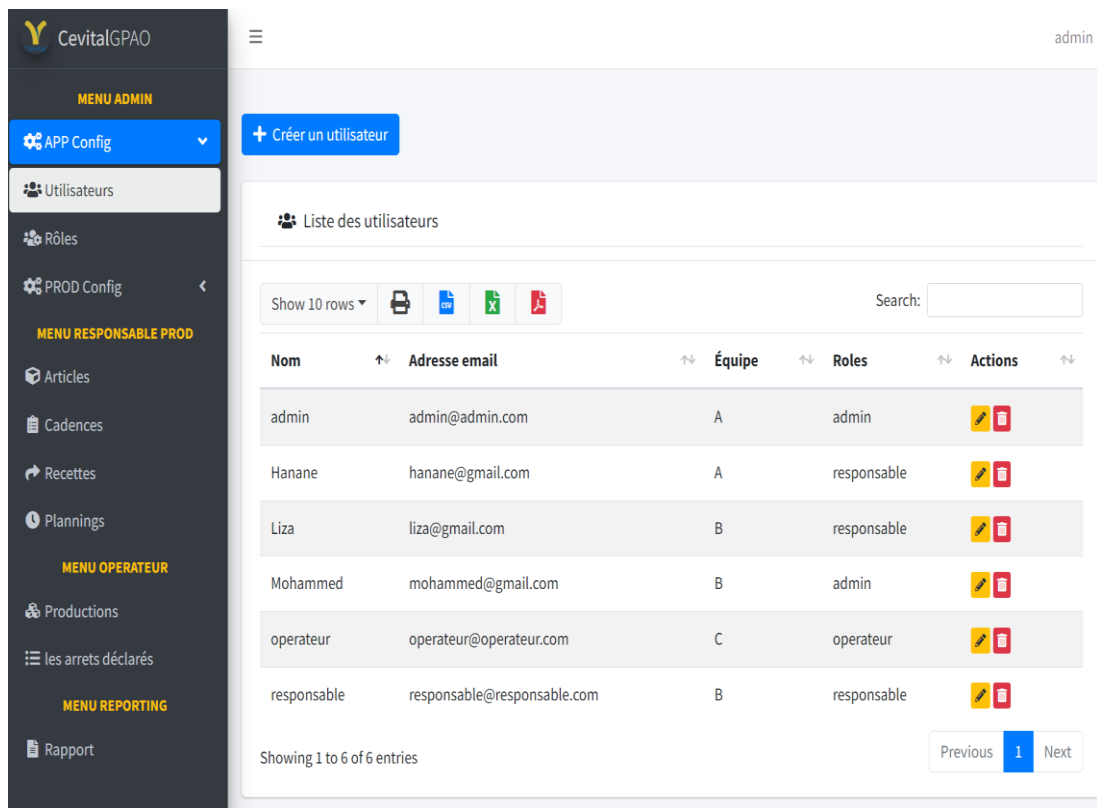 CevitalGPAO
admin
MENU ADMIN
APP Config
Utilisateurs
Rôles
PROD Config
MENU RESPONSABLE PROD
Articles
Cadences
Recettes
Plannings
MENU OPERATEUR
Productions
les arrets déclarés
MENU REPORTING
Rapport
Créer un utilisateur
Liste des utilisateurs
Show 10 rows CSV X Search:
Nom Adresse email Équipe Roles Actions
admin admin@admin.com A admin
Hanane hanane@gmail.com A responsable
Liza liza@gmail.com B responsable
Mohammed mohammed@gmail.com B admin
operateur operateur@operateur.com C operateur
responsable responsable@responsable.com B responsable
Showing 1 to 6 of 6 entries Previous 1 Next